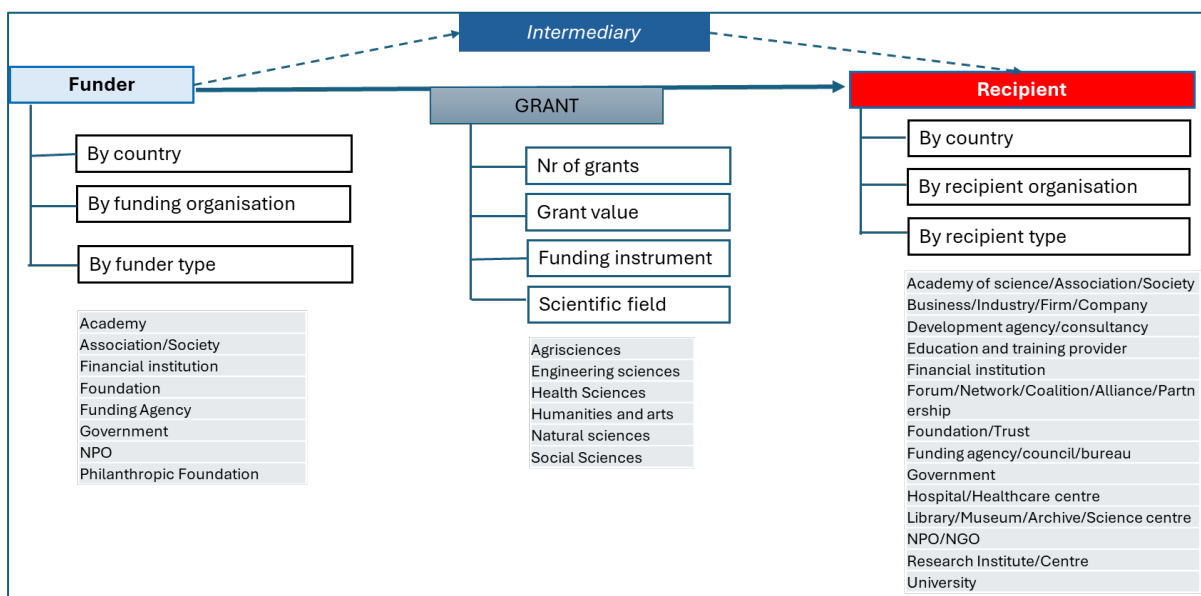 Intermediary
Funder
By country
By funding organisation
By funder type
Academy
Association/Society
Financial institution
Foundation
Funding Agency
Government
NPO
Philanthropic Foundation
GRANT
Nr of grants
Grant value
Funding instrument
Scientific field
Agrisciences
Engineering sciences
Health Sciences
Humanities and arts
Natural sciences
Social Sciences
Recipient
By country
By recipient organisation
By recipient type
Academy of science/Association/Society
Business/Industry/Firm/Company
Development agency/consultancy
Education and training provider
Financial institution
Forum/Network/Coalition/Alliance/Partn
ership
Foundation/Trust
Funding agency/council/bureau
Government
Hospital/Healthcare centre
Library/Museum/Archive/Science centre
NPO/NGO
Research Institute/Centre
University